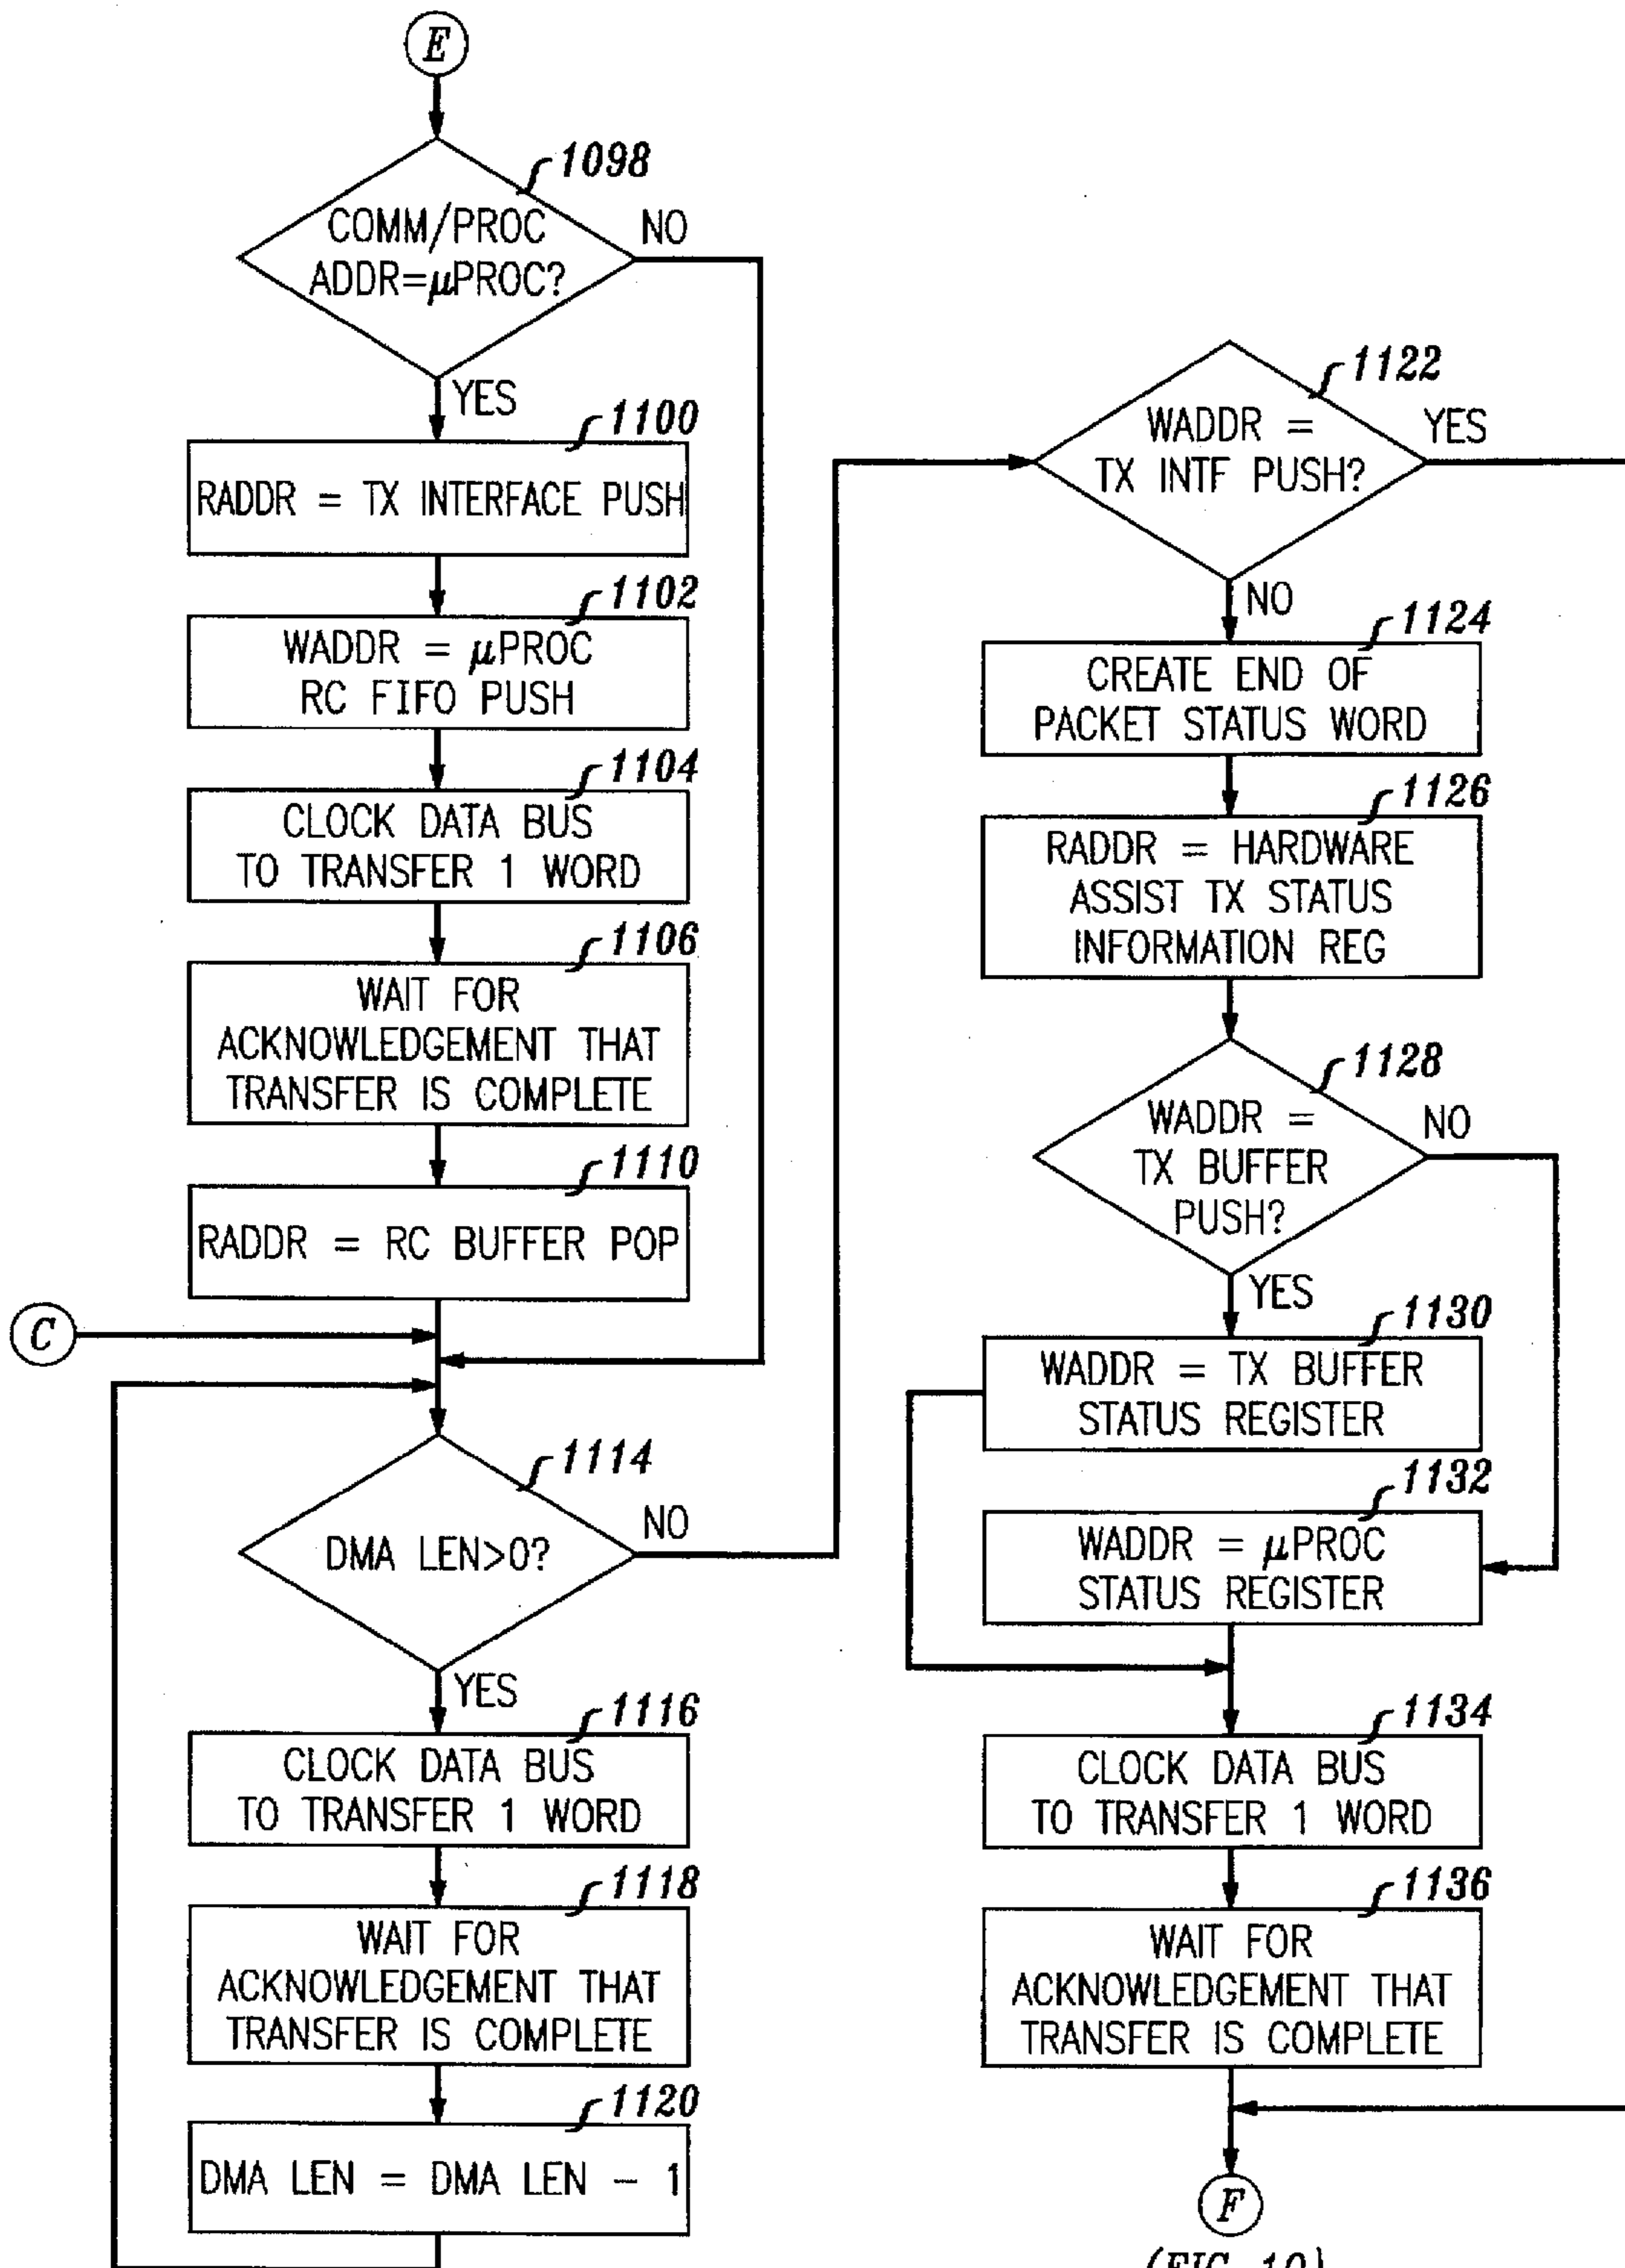 E
1098
COMM/PROC
ADDR=μPROC?
NO
YES
1100
RADDR = TX INTERFACE PUSH
1102
WADDR = μPROC
RC FIFO PUSH
1104
CLOCK DATA BUS
TO TRANSFER 1 WORD
1106
WAIT FOR
ACKNOWLEDGEMENT THAT
TRANSFER IS COMPLETE
1110
RADDR = RC BUFFER POP
C
1114
DMA LEN>0?
NO
YES
1116
CLOCK DATA BUS
TO TRANSFER 1 WORD
1118
WAIT FOR
ACKNOWLEDGEMENT THAT
TRANSFER IS COMPLETE
1120
DMA LEN = DMA LEN - 1
1122
WADDR =
TX INTF PUSH?
YES
NO
1124
CREATE END OF
PACKET STATUS WORD
1126
RADDR = HARDWARE
ASSIST TX STATUS
INFORMATION REG
1128
WADDR =
TX BUFFER
PUSH?
NO
YES
1130
WADDR = TX BUFFER
STATUS REGISTER
1132
WADDR = μPROC
STATUS REGISTER
1134
CLOCK DATA BUS
TO TRANSFER 1 WORD
1136
WAIT FOR
ACKNOWLEDGEMENT THAT
TRANSFER IS COMPLETE
F
(FIG. 10)